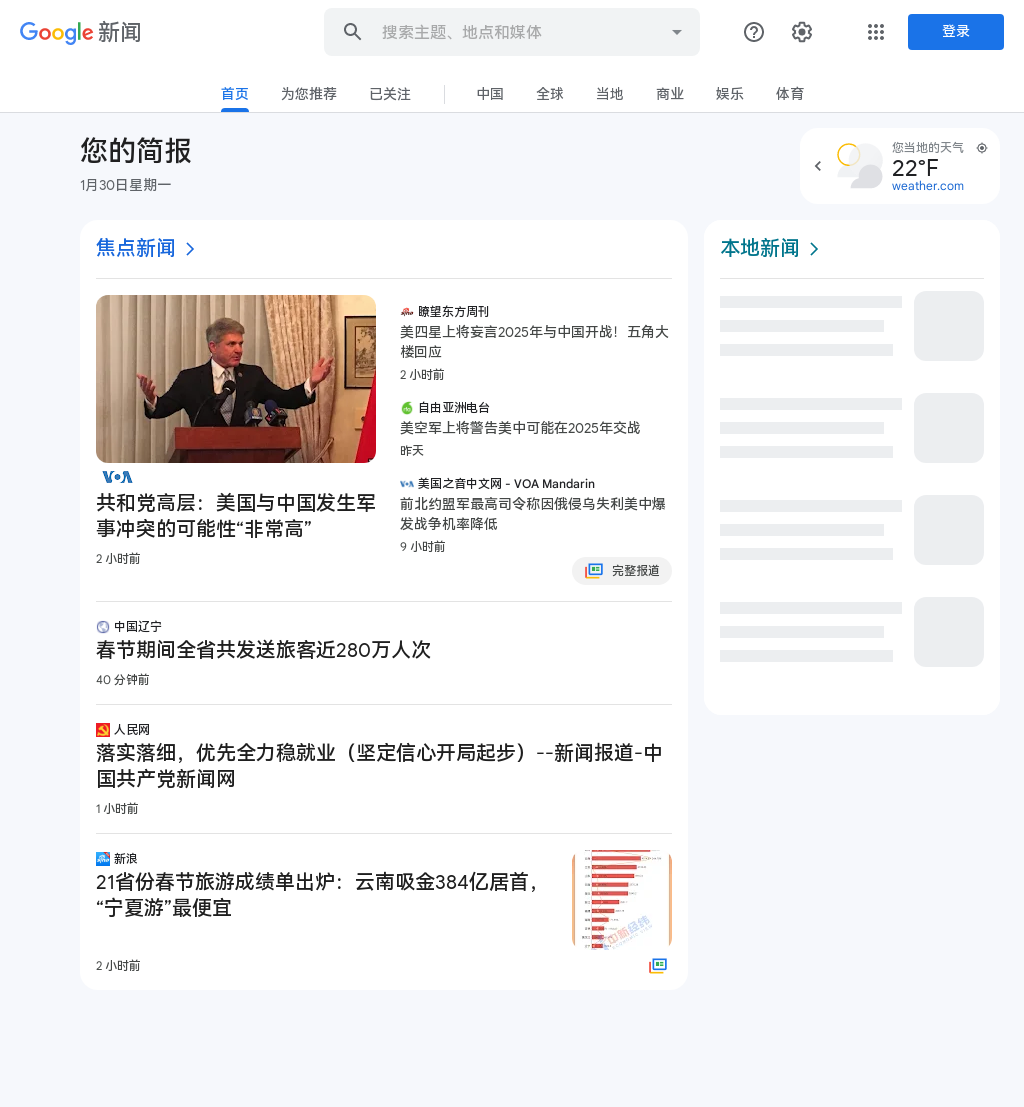 Google 新闻
搜索主题、地点和媒体
登录
首页
为您推荐
已关注
中国
全球
当地
商业
娱乐
体育
您的简报
1月30日星期一
您当地的天气
22°F
weather.com
焦点新闻
VOA
共和党高层：美国与中国发生军
事冲突的可能性“非常高”
2 小时前
瞭望东方周刊
美四星上将妄言2025年与中国开战！五角大
楼回应
2 小时前
自由亚洲电台
美空军上将警告美中可能在2025年交战
昨天
美国之音中文网 - VOA Mandarin
前北约盟军最高司令称因俄侵乌失利美中爆
发战争机率降低
9 小时前
完整报道
中国辽宁
春节期间全省共发送旅客近280万人次
40 分钟前
人民网
落实落细，优先全力稳就业（坚定信心开局起步）--新闻报道-中
国共产党新闻网
1 小时前
新浪
21省份春节旅游成绩单出炉：云南吸金384亿居首，
“宁夏游”最便宜
中新经纬
2 小时前
本地新闻